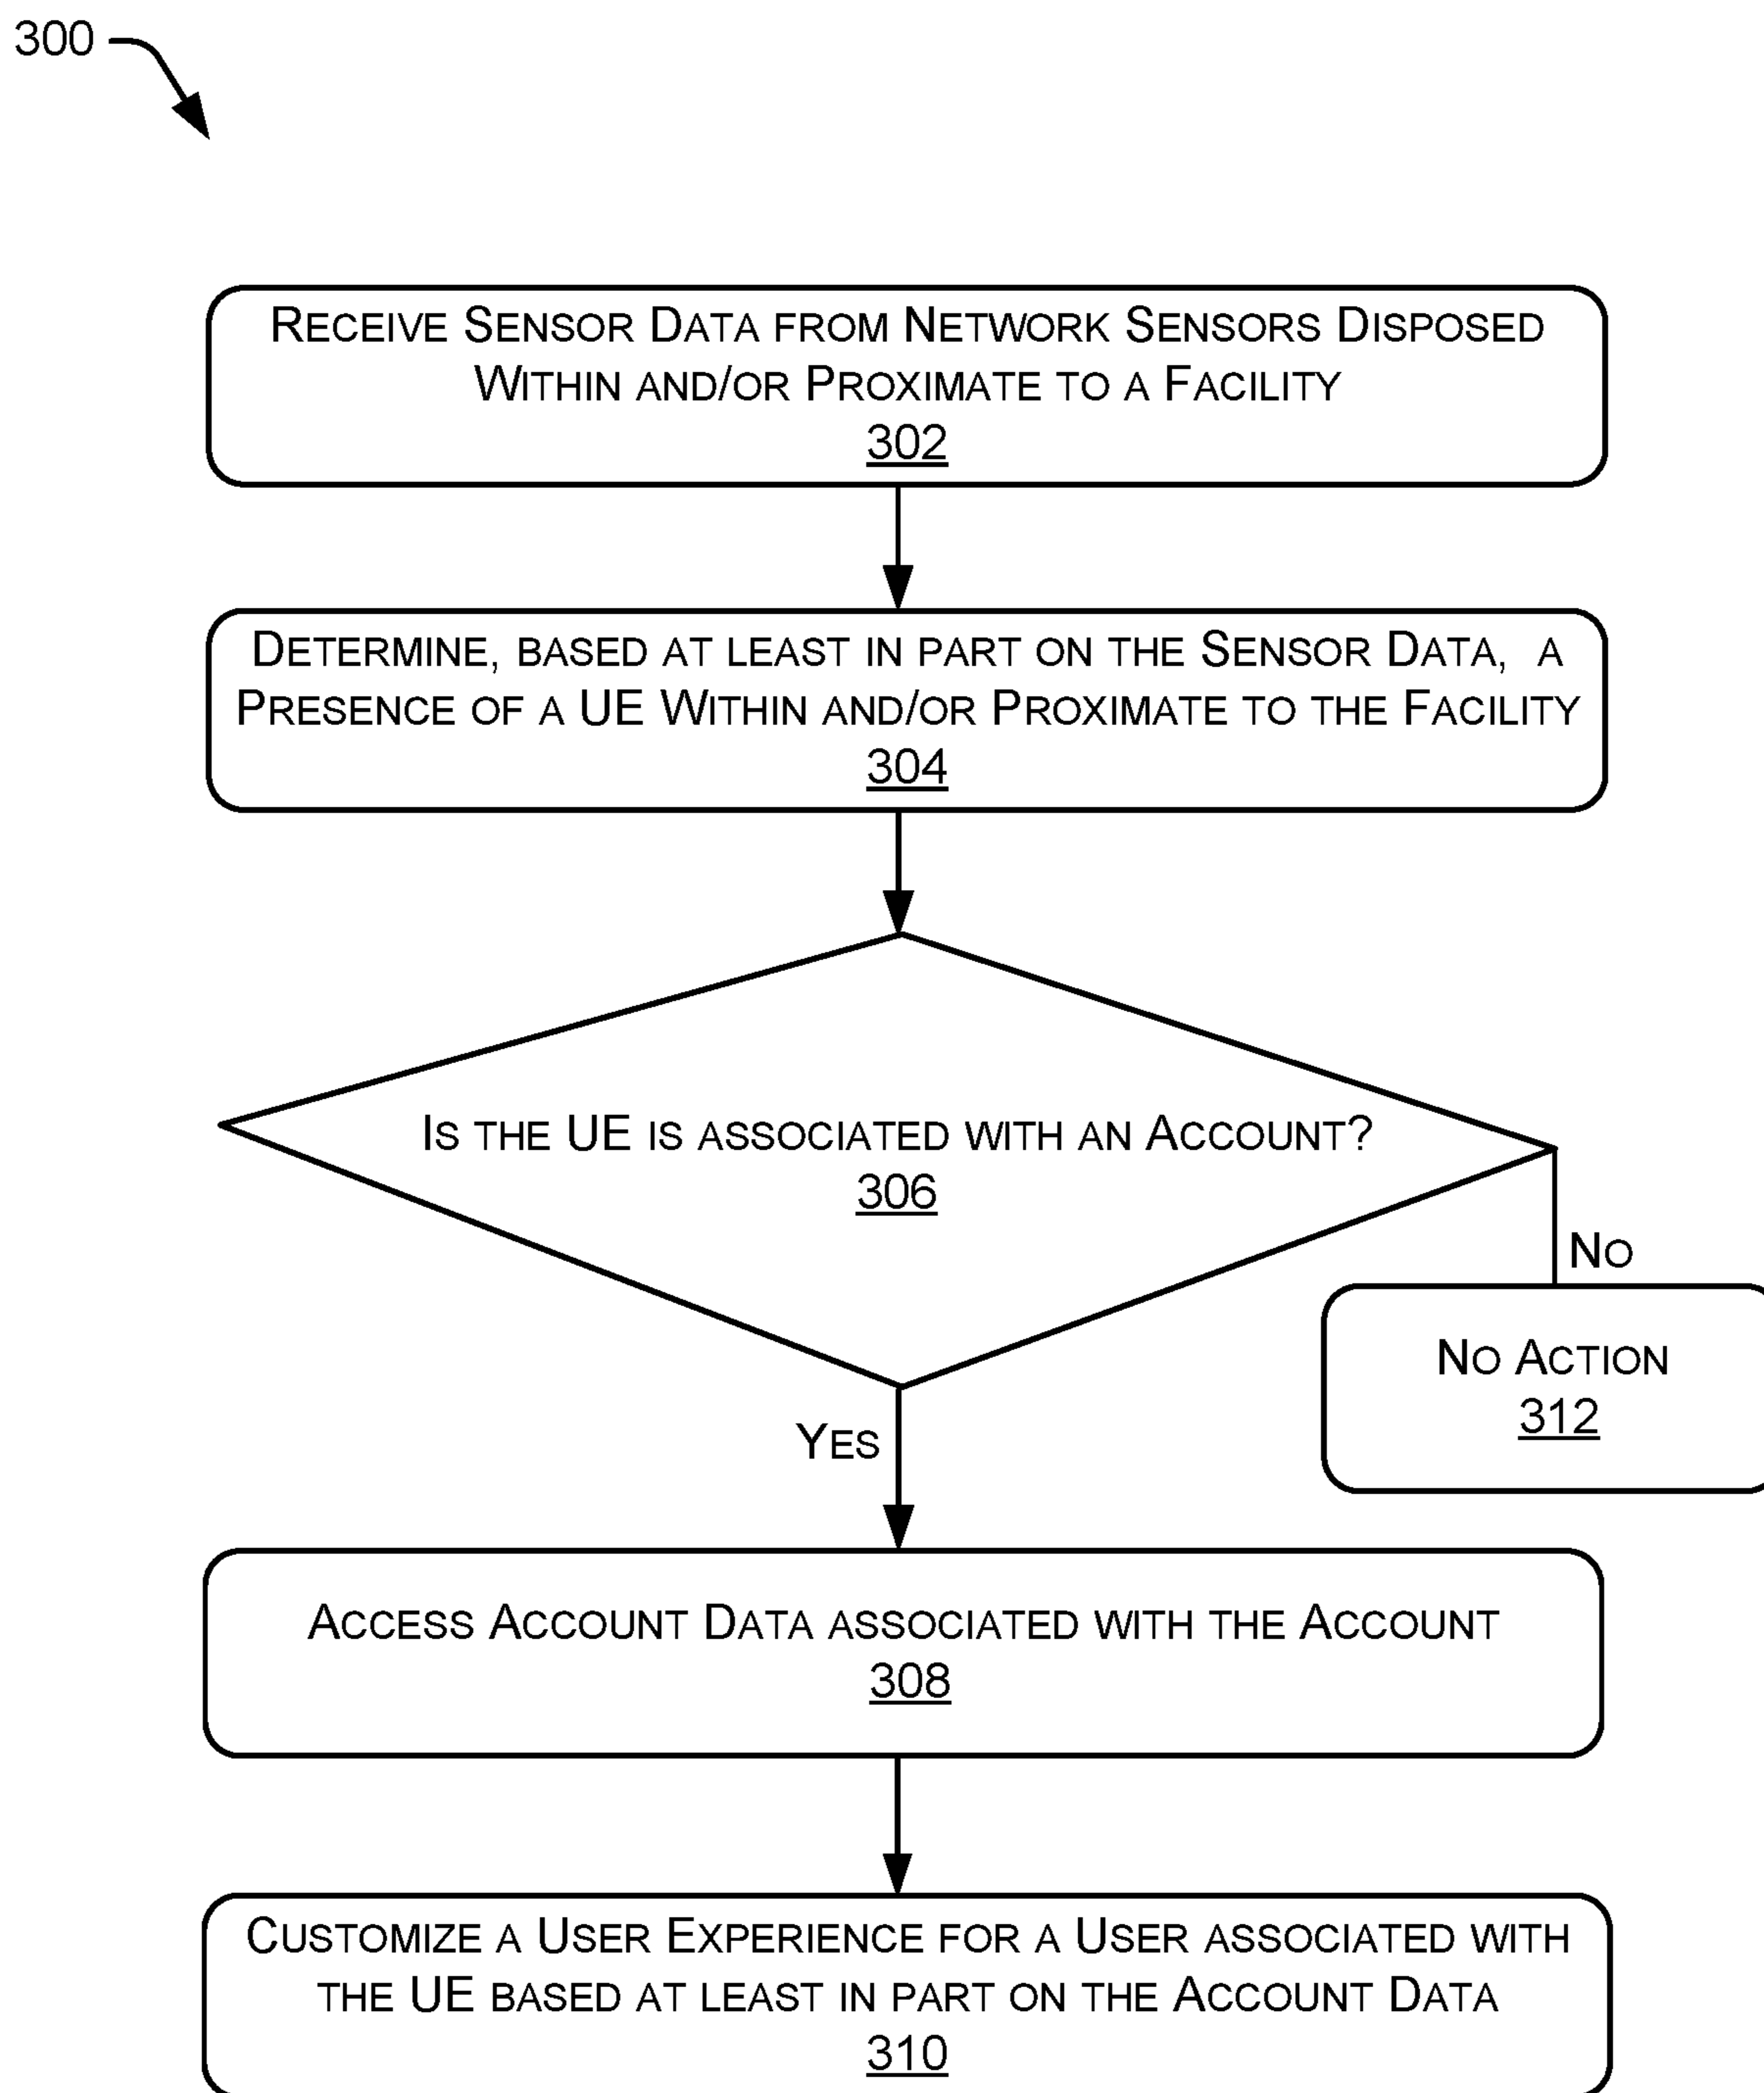 300
Receive Sensor Data from Network Sensors Disposed
Within and/or Proximate to a Facility
302
Determine, based at least in part on the Sensor Data, a
Presence of a UE Within and/or Proximate to the Facility
304
Is the UE is associated with an Account?
306
No
No Action
312
Yes
Access Account Data associated with the Account
308
Customize a User Experience for a User associated with
the UE based at least in part on the Account Data
310